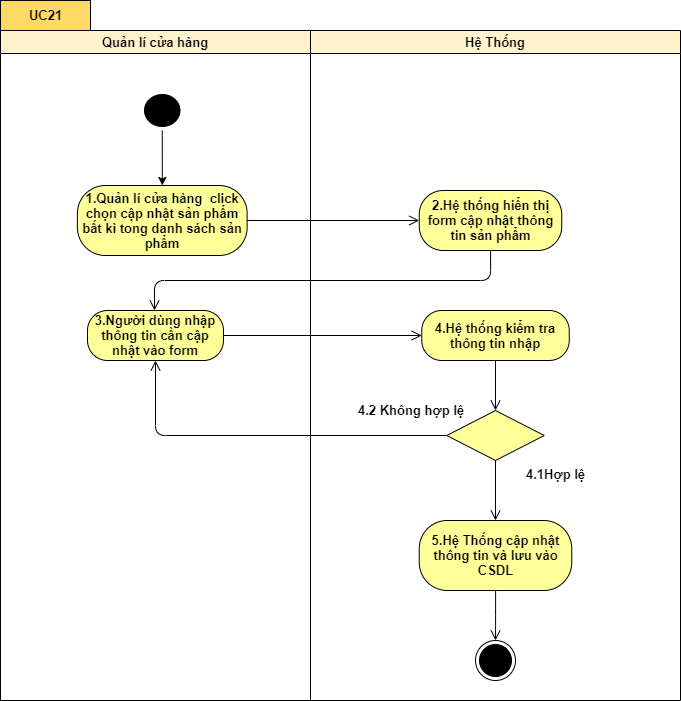 UC21
Quản lí cửa hàng
Hệ Thống
1.Quản lí cửa hàng click
chọn cập nhật sản phẩm
bất kì tong danh sách sản
phẩm
2.Hệ thống hiển thị
form cập nhật thông
tin sản phẩm
3.Người dùng nhập
thông tin cần cập
nhật vào form
4.Hệ thống kiểm tra
thông tin nhập
4.2 Không hợp lệ
4.1Hợp lệ
5.Hệ Thống cập nhật
thông tin và lưu vào
CSDL